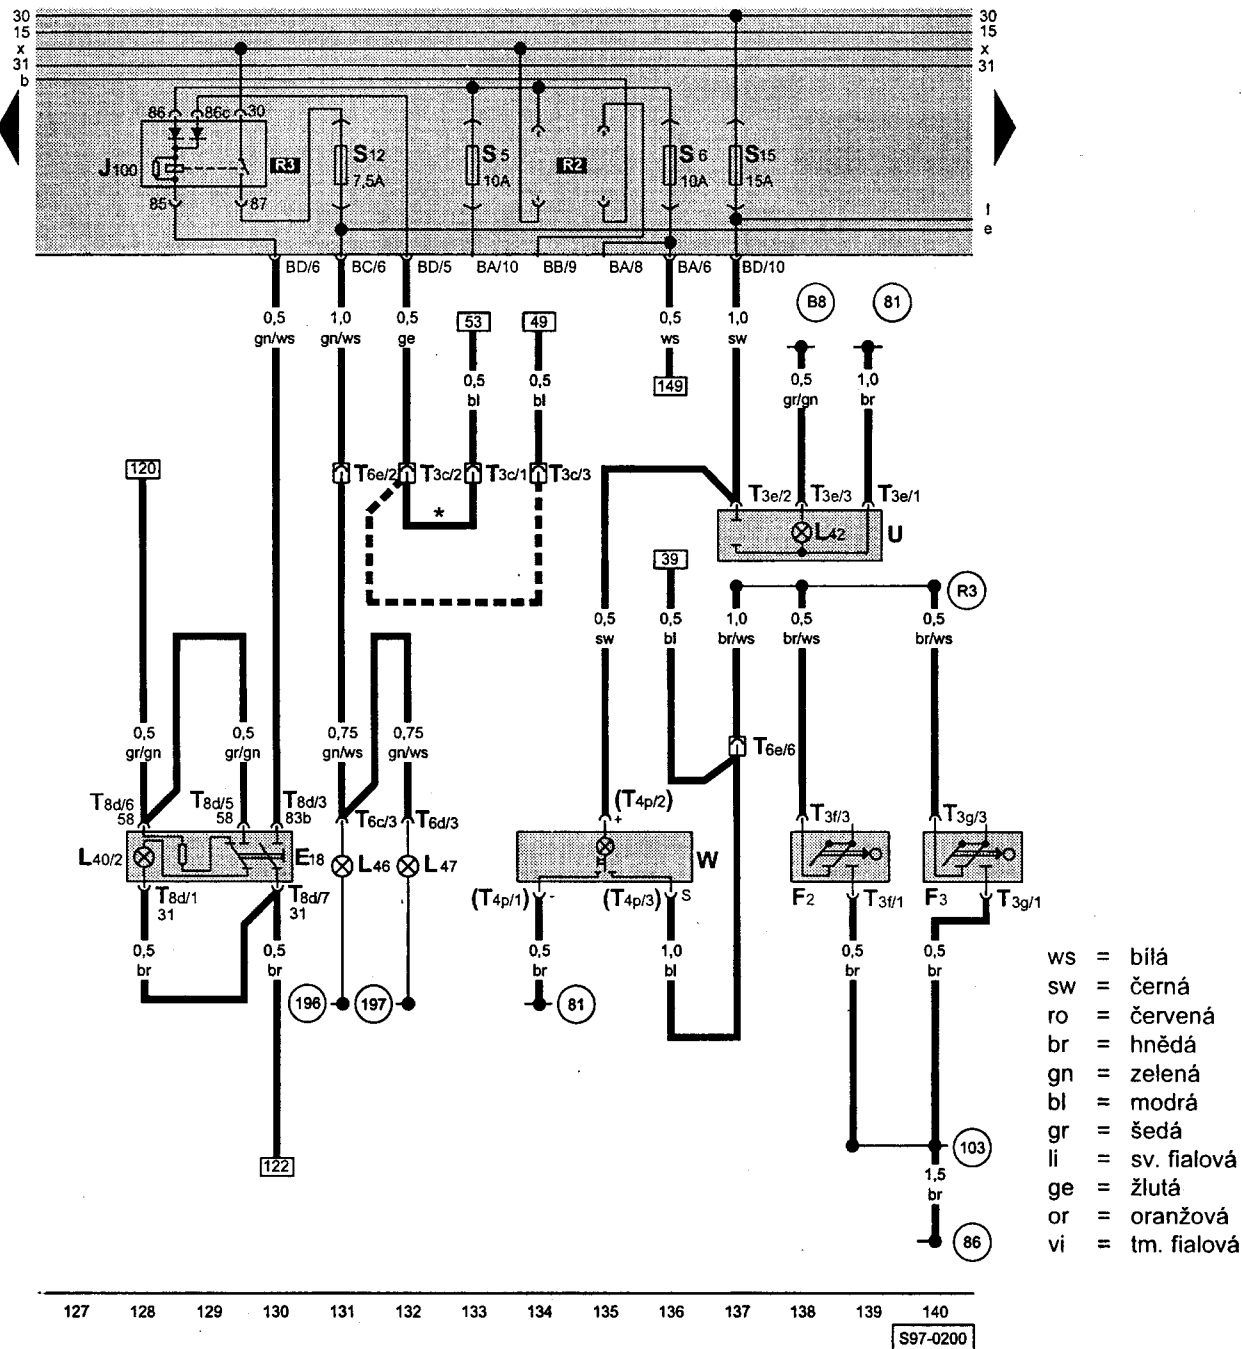 30 30
15 15
x x
31 31
b
86 86c 30
J100 R3 S12 S5 R2 S6 S15
7,5A 10A 10A 15A
85 87
l
e
BD/6 BC/6 BD/5 BA/10 BB/9 BA/8 BA/6 BD/10
B8 81
0,5 1,0 0,5 53 49 0,5 1,0
gn/ws gn/ws ge ws sw
0,5 0,5 149 0,5 1,0
bl bl gr/gn br
120 T6e/2 T3c/2 T3c/1 T3c/3
T3e/2 T3e/3 T3e/1
*
L42 U
39
R3
0,5 0,5 1,0 0,5 0,5
sw bl br/ws br/ws br/ws
0,5 0,5 0,75 0,75
gr/gn gr/gn gn/ws gn/ws
T6e/6
T8d/6 T8d/5 T8d/3 (T4p/2)
58 58 83b T6c/3 T6d/3 + T3f/3 T3g/3
L40/2 E18 L46 L47 W
T8d/1 T8d/7 (T4p/1) - (T4p/3) S F2 T3f/1 F3 T3g/1
31 31
0,5 0,5 0,5 1,0 0,5 0,5
br br br bl br br
196 197 81
103
122
1,5
br
86
ws = bílá
sw = černá
ro = červená
br = hnědá
gn = zelená
bl = modrá
gr = šedá
li = sv. fialová
ge = žlutá
or = oranžová
vi = tm. fialová
127 128 129 130 131 132 133 134 135 136 137 138 139 140
S97-0200